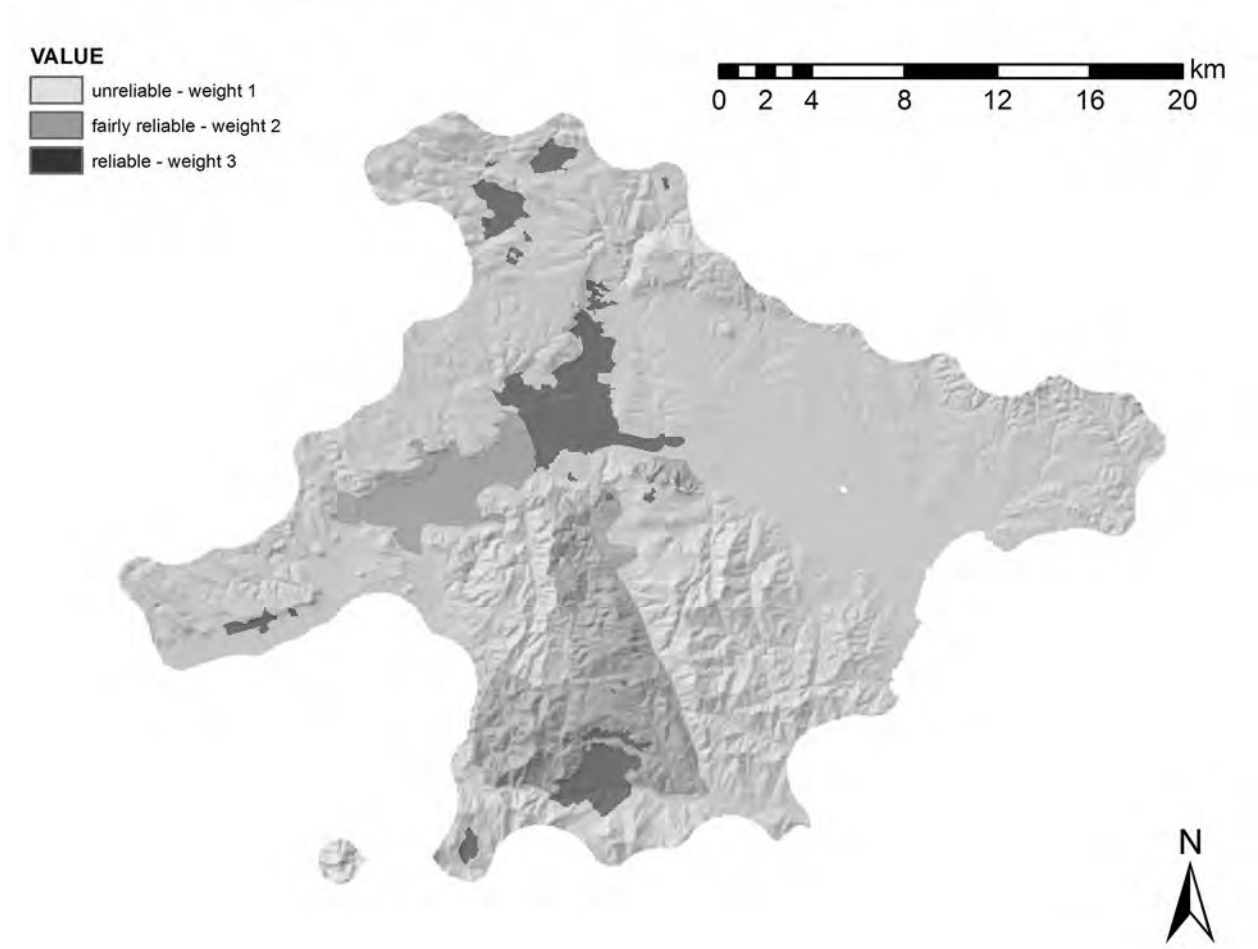 VALUE
unreliable - weight 1
fairly reliable - weight 2
reliable - weight 3
km
0 2 4 8 12 16 20
N